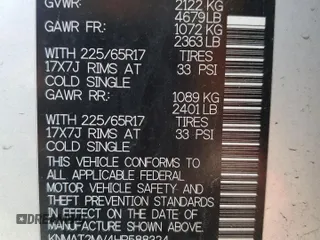 GVWR: 2122 KG
4679LB
GAWR FR: 1072 KG
2363 LB
WITH 225/65R17 TIRES
17X7J RIMS AT 33 PSI
COLD SINGLE
GAWR RR: 1089 KG
2401 LB
WITH 225/65R17 TIRES
17X7J RIMS AT 33 PSI
COLD SINGLE
THIS VEHICLE CONFORMS TO
ALL APPLICABLE FEDERAL
MOTOR VEHICLE SAFETY AND
THEFT PREVENTION STANDARDS
IN EFFECT ON THE DATE OF
MANUFACTURE SHOWN ABOVE.